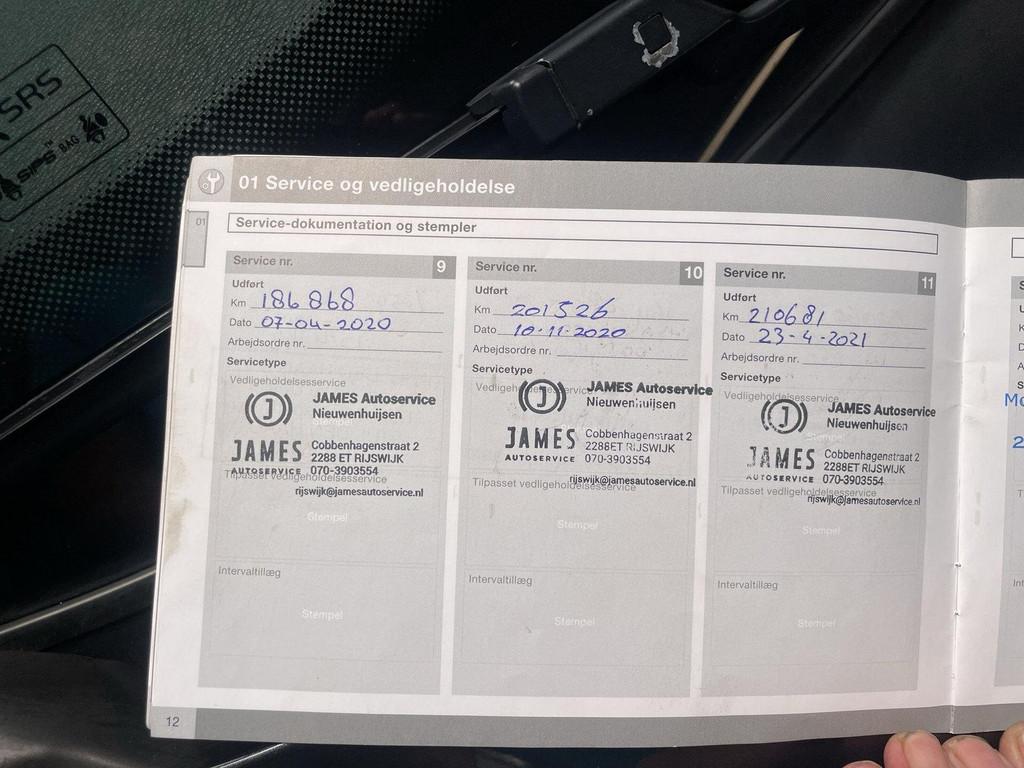 SRS
SIPS™ BAG
01 Service og vedligeholdelse
01
Service-dokumentation og stempler
Service nr. 9
Udført
Km 186868
Dato 07-04-2020
Arbejdsordre nr.
Servicetype
Vedligeholdelsesservice
Stempel
JAMES Autoservice
Nieuwenhuijsen
JAMES
AUTOSERVICE
Cobbenhagenstraat 2
2288 ET RIJSWIJK
070-3903554
rijswijk@jamesautoservice.nl
Tilpasset vedligeholdelsesservice
Stempel
Intervaltillæg
Stempel
Service nr. 10
Udført
Km 201526
Dato 10-11-2020
Arbejdsordre nr.
Servicetype
Vedligeholdelsesservice
JAMES Autoservice
Nieuwenhuijsen
JAMES
AUTOSERVICE
Cobbenhagenstraat 2
2288ET RIJSWIJK
070-3903554
rijswijk@jamesautoservice.nl
Tilpasset vedligeholdelsesservice
Stempel
Intervaltillæg
Stempel
Service nr. 11
Udført
Km 210681
Dato 23-4-2021
Arbejdsordre nr.
Servicetype
Vedligeholdelsesservice
Stempel
JAMES Autoservice
Nieuwenhuijsen
JAMES
AUTOSERVICE
Cobbenhagenstraat 2
2288ET RIJSWIJK
070-3903554
rijswijk@jamesautoservice.nl
Tilpasset vedligeholdelsesservice
Stempel
Intervaltillæg
Stempel
12